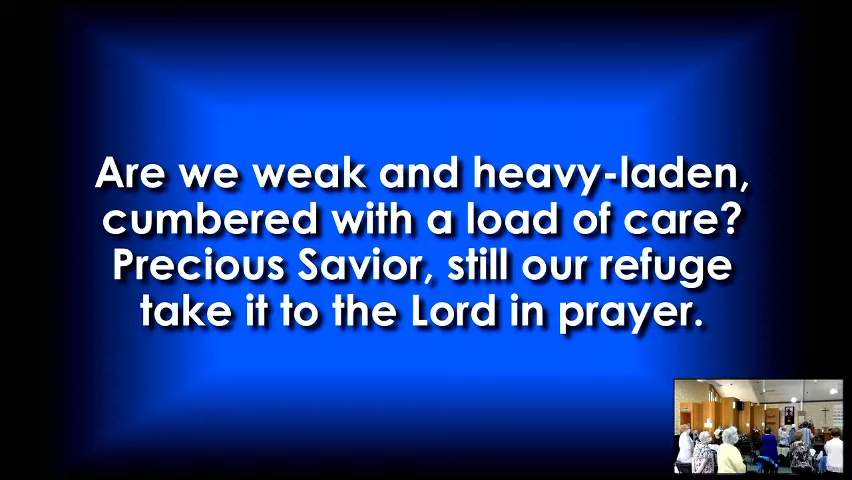 Are we weak and heavy-laden,
cumbered with a load of care?
Precious Savior, still our refuge
take it to the Lord in prayer.